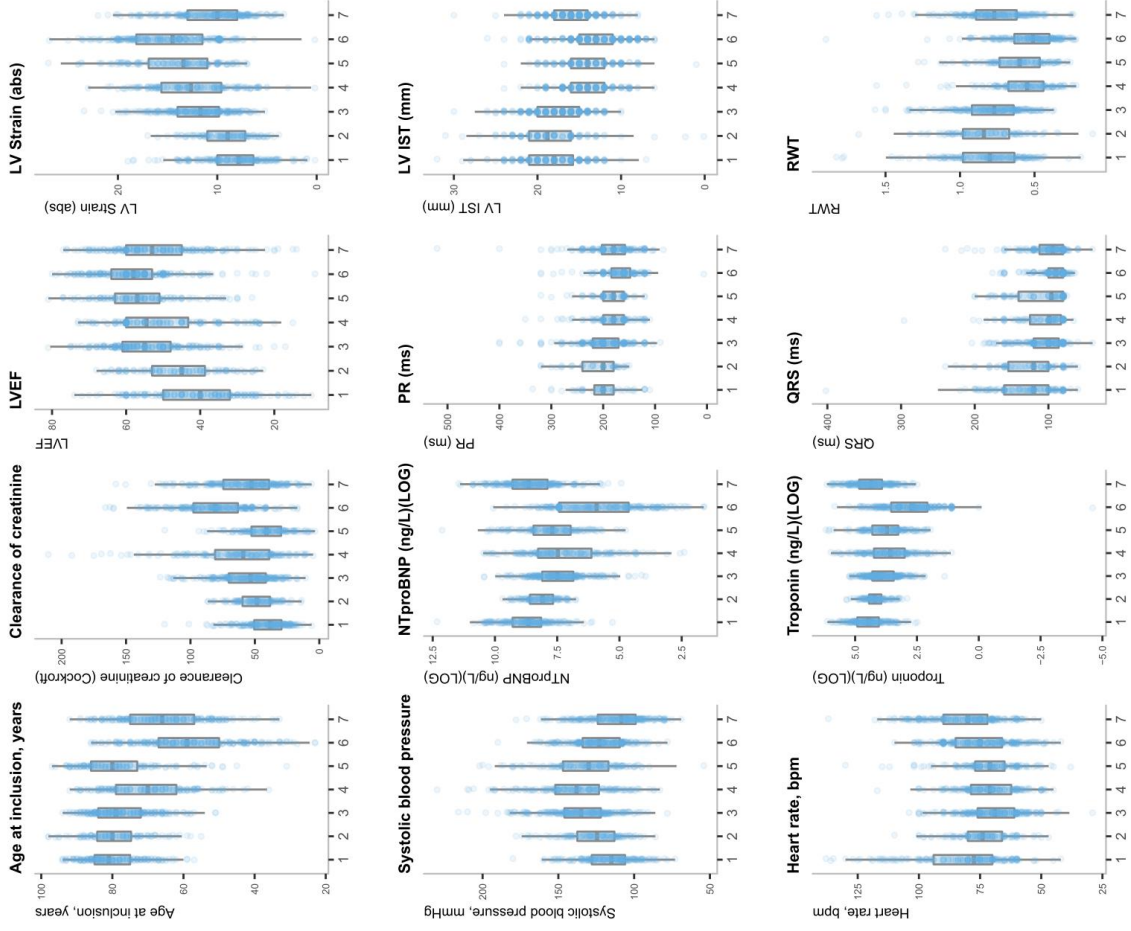 Age at inclusion, years
Age at inclusion, years
100
80
60
40
20
1 2 3 4 5 6 7
Clearance of creatinine
Clearance of creatinine (Cockroft)
200
150
100
50
0
1 2 3 4 5 6 7
LVEF
LVEF
80
60
40
20
1 2 3 4 5 6 7
LV Strain (abs)
LV Strain (abs)
20
10
0
1 2 3 4 5 6 7
Systolic blood pressure
Systolic blood pressure, mmHg
200
150
100
50
1 2 3 4 5 6 7
NTproBNP (ng/L)(LOG)
NTproBNP (ng/L)(LOG)
12.5
10.0
7.5
5.0
2.5
1 2 3 4 5 6 7
PR (ms)
PR (ms)
500
400
300
200
100
0
1 2 3 4 5 6 7
LV IST (mm)
LV IST (mm)
30
20
10
0
1 2 3 4 5 6 7
Heart rate, bpm
Heart rate, bpm
125
100
75
50
25
1 2 3 4 5 6 7
Troponin (ng/L)(LOG)
Troponin (ng/L)(LOG)
5.0
2.5
0.0
−2.5
−5.0
1 2 3 4 5 6 7
QRS (ms)
QRS (ms)
400
300
200
100
1 2 3 4 5 6 7
RWT
RWT
1.5
1.0
0.5
1 2 3 4 5 6 7